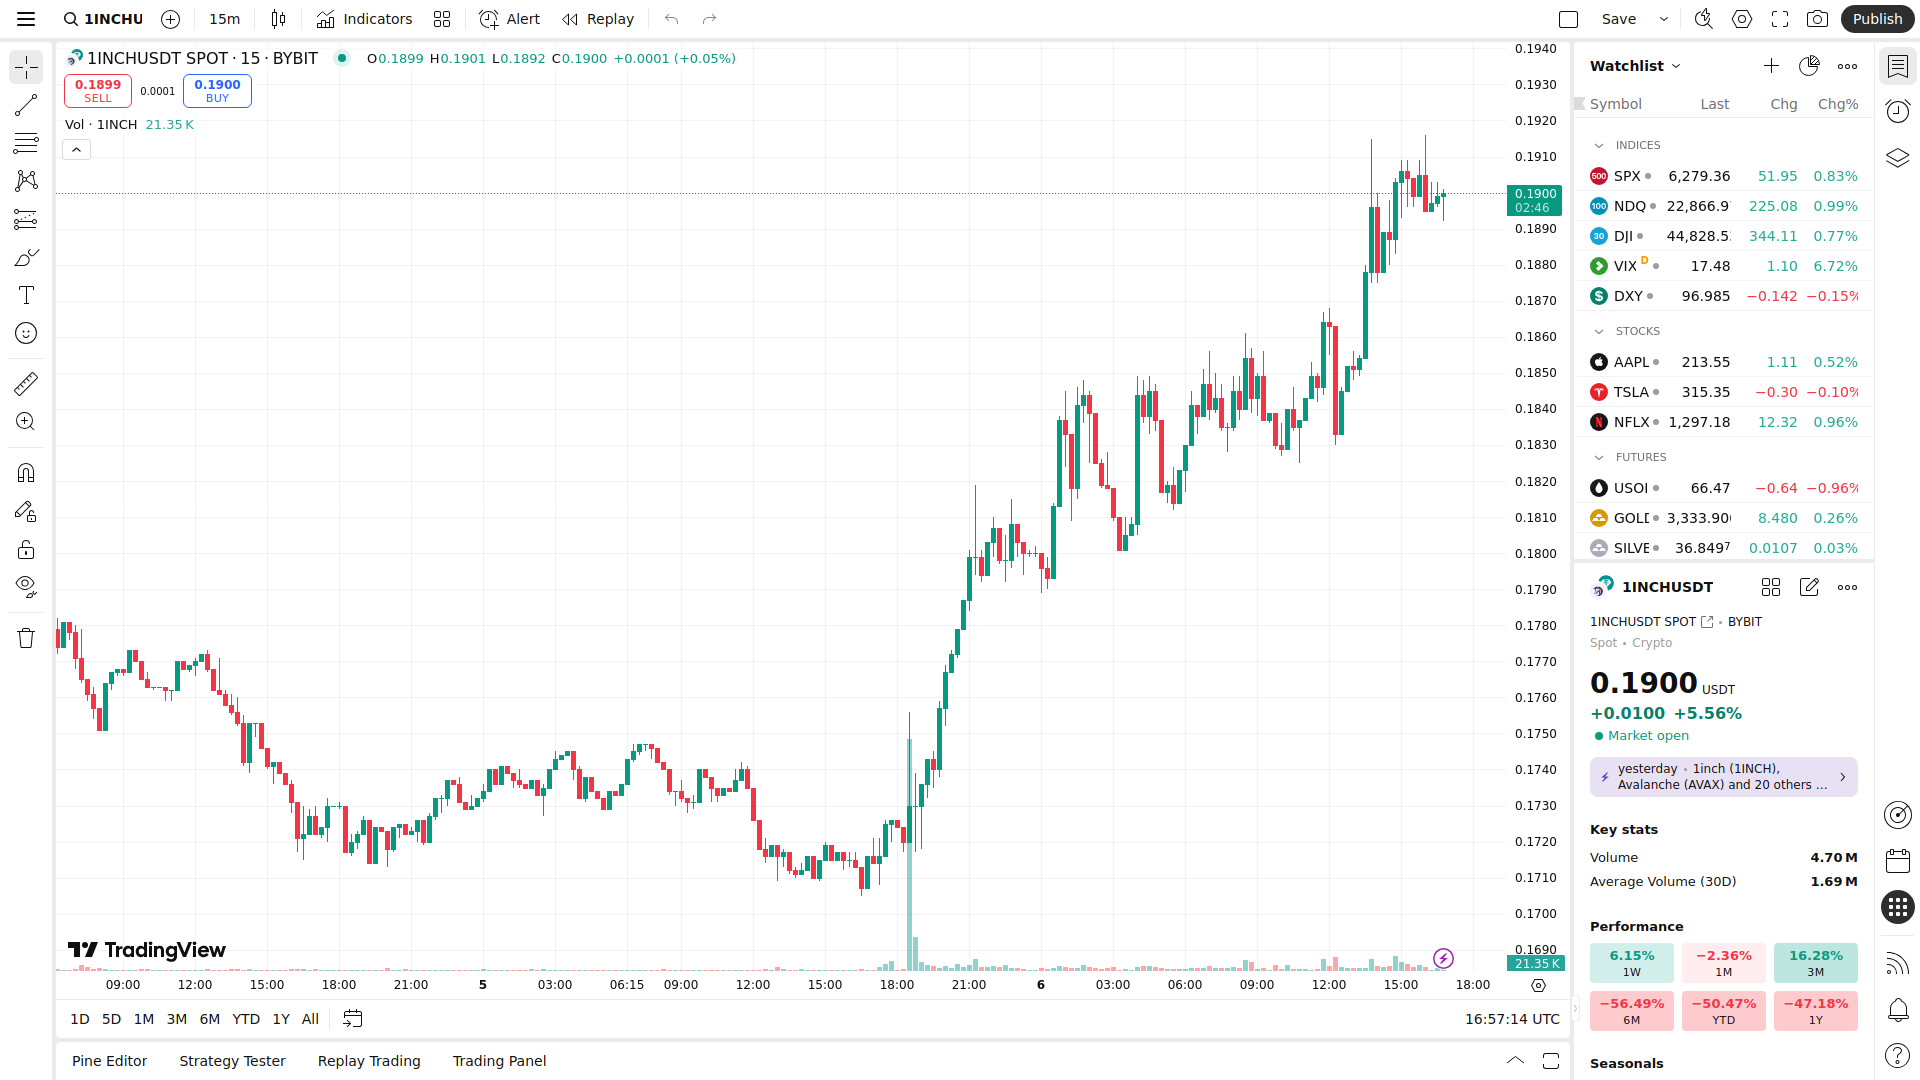 1INCHU
15m
Indicators
Alert
Replay
Save
Publish
1INCHUSDT SPOT · 15 · BYBIT
O0.1899 H0.1901 L0.1892 C0.1900 +0.0001 (+0.05%)
0.1899
SELL
0.0001
0.1900
BUY
Vol · 1INCH 21.35 K
0.1940
0.1930
0.1920
0.1910
0.1900
02:46
0.1890
0.1880
0.1870
0.1860
0.1850
0.1840
0.1830
0.1820
0.1810
0.1800
0.1790
0.1780
0.1770
0.1760
0.1750
0.1740
0.1730
0.1720
0.1710
0.1700
0.1690
21.35 K
TradingView
09:00 12:00 15:00 18:00 21:00 5 03:00 06:15 09:00 12:00 15:00 18:00 21:00 6 03:00 06:00 09:00 12:00 15:00 18:00
1D 5D 1M 3M 6M YTD 1Y All
16:57:14 UTC
Pine Editor Strategy Tester Replay Trading Trading Panel
Watchlist
Symbol Last Chg Chg%
INDICES
500 SPX 6,279.36 51.95 0.83%
100 NDQ 22,866.9 225.08 0.99%
30 DJI 44,828.5 344.11 0.77%
VIX D 17.48 1.10 6.72%
$ DXY 96.985 −0.142 −0.15%
STOCKS
AAPL 213.55 1.11 0.52%
TSLA 315.35 −0.30 −0.10%
N NFLX 1,297.18 12.32 0.96%
FUTURES
USOI 66.47 −0.64 −0.96%
GOLD 3,333.90 8.480 0.26%
SILVE 36.8497 0.0107 0.03%
1INCHUSDT
1INCHUSDT SPOT • BYBIT
Spot • Crypto
0.1900 USDT
+0.0100 +5.56%
Market open
yesterday • 1inch (1INCH),
Avalanche (AVAX) and 20 others ...
Key stats
Volume 4.70 M
Average Volume (30D) 1.69 M
Performance
6.15% −2.36% 16.28%
1W 1M 3M
−56.49% −50.47% −47.18%
6M YTD 1Y
Seasonals